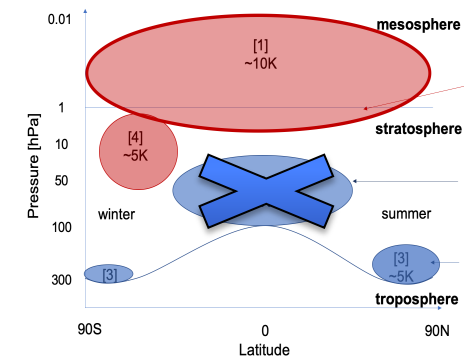 0.01
mesosphere
[1]
~10K
1
stratosphere
[4]
~5K
10
Pressure [hPa]
50
winter
summer
100
[3]
~5K
[3]
300
troposphere
90S
0
90N
Latitude